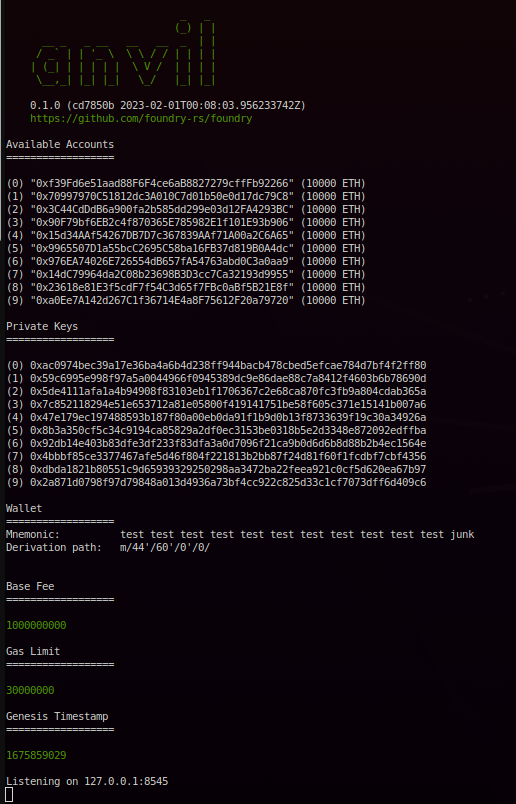 anvil
0.1.0 (cd7850b 2023-02-01T00:08:03.956233742Z)
https://github.com/foundry-rs/foundry
Available Accounts
==================
(0) "0xf39Fd6e51aad88F6F4ce6aB8827279cffFb92266" (10000 ETH)
(1) "0x70997970C51812dc3A010C7d01b50e0d17dc79C8" (10000 ETH)
(2) "0x3C44CdDdB6a900fa2b585dd299e03d12FA4293BC" (10000 ETH)
(3) "0x90F79bf6EB2c4f870365E785982E1f101E93b906" (10000 ETH)
(4) "0x15d34AAf54267DB7D7c367839AAf71A00a2C6A65" (10000 ETH)
(5) "0x9965507D1a55bcC2695C58ba16FB37d819B0A4dc" (10000 ETH)
(6) "0x976EA74026E726554dB657fA54763abd0C3a0aa9" (10000 ETH)
(7) "0x14dC79964da2C08b23698B3D3cc7Ca32193d9955" (10000 ETH)
(8) "0x23618e81E3f5cdF7f54C3d65f7FBc0aBf5B21E8f" (10000 ETH)
(9) "0xa0Ee7A142d267C1f36714E4a8F75612F20a79720" (10000 ETH)
Private Keys
==================
(0) 0xac0974bec39a17e36ba4a6b4d238ff944bacb478cbed5efcae784d7bf4f2ff80
(1) 0x59c6995e998f97a5a0044966f0945389dc9e86dae88c7a8412f4603b6b78690d
(2) 0x5de4111afa1a4b94908f83103eb1f1706367c2e68ca870fc3fb9a804cdab365a
(3) 0x7c852118294e51e653712a81e05800f419141751be58f605c371e15141b007a6
(4) 0x47e179ec197488593b187f80a00eb0da91f1b9d0b13f8733639f19c30a34926a
(5) 0x8b3a350cf5c34c9194ca85829a2df0ec3153be0318b5e2d3348e872092edffba
(6) 0x92db14e403b83dfe3df233f83dfa3a0d7096f21ca9b0d6d6b8d88b2b4ec1564e
(7) 0x4bbbf85ce3377467afe5d46f804f221813b2bb87f24d81f60f1fcdbf7cbf4356
(8) 0xdbda1821b80551c9d65939329250298aa3472ba22feea921c0cf5d620ea67b97
(9) 0x2a871d0798f97d79848a013d4936a73bf4cc922c825d33c1cf7073dff6d409c6
Wallet
==================
Mnemonic: test test test test test test test test test test test junk
Derivation path: m/44'/60'/0'/0/
Base Fee
==================
1000000000
Gas Limit
==================
30000000
Genesis Timestamp
==================
1675859029
Listening on 127.0.0.1:8545